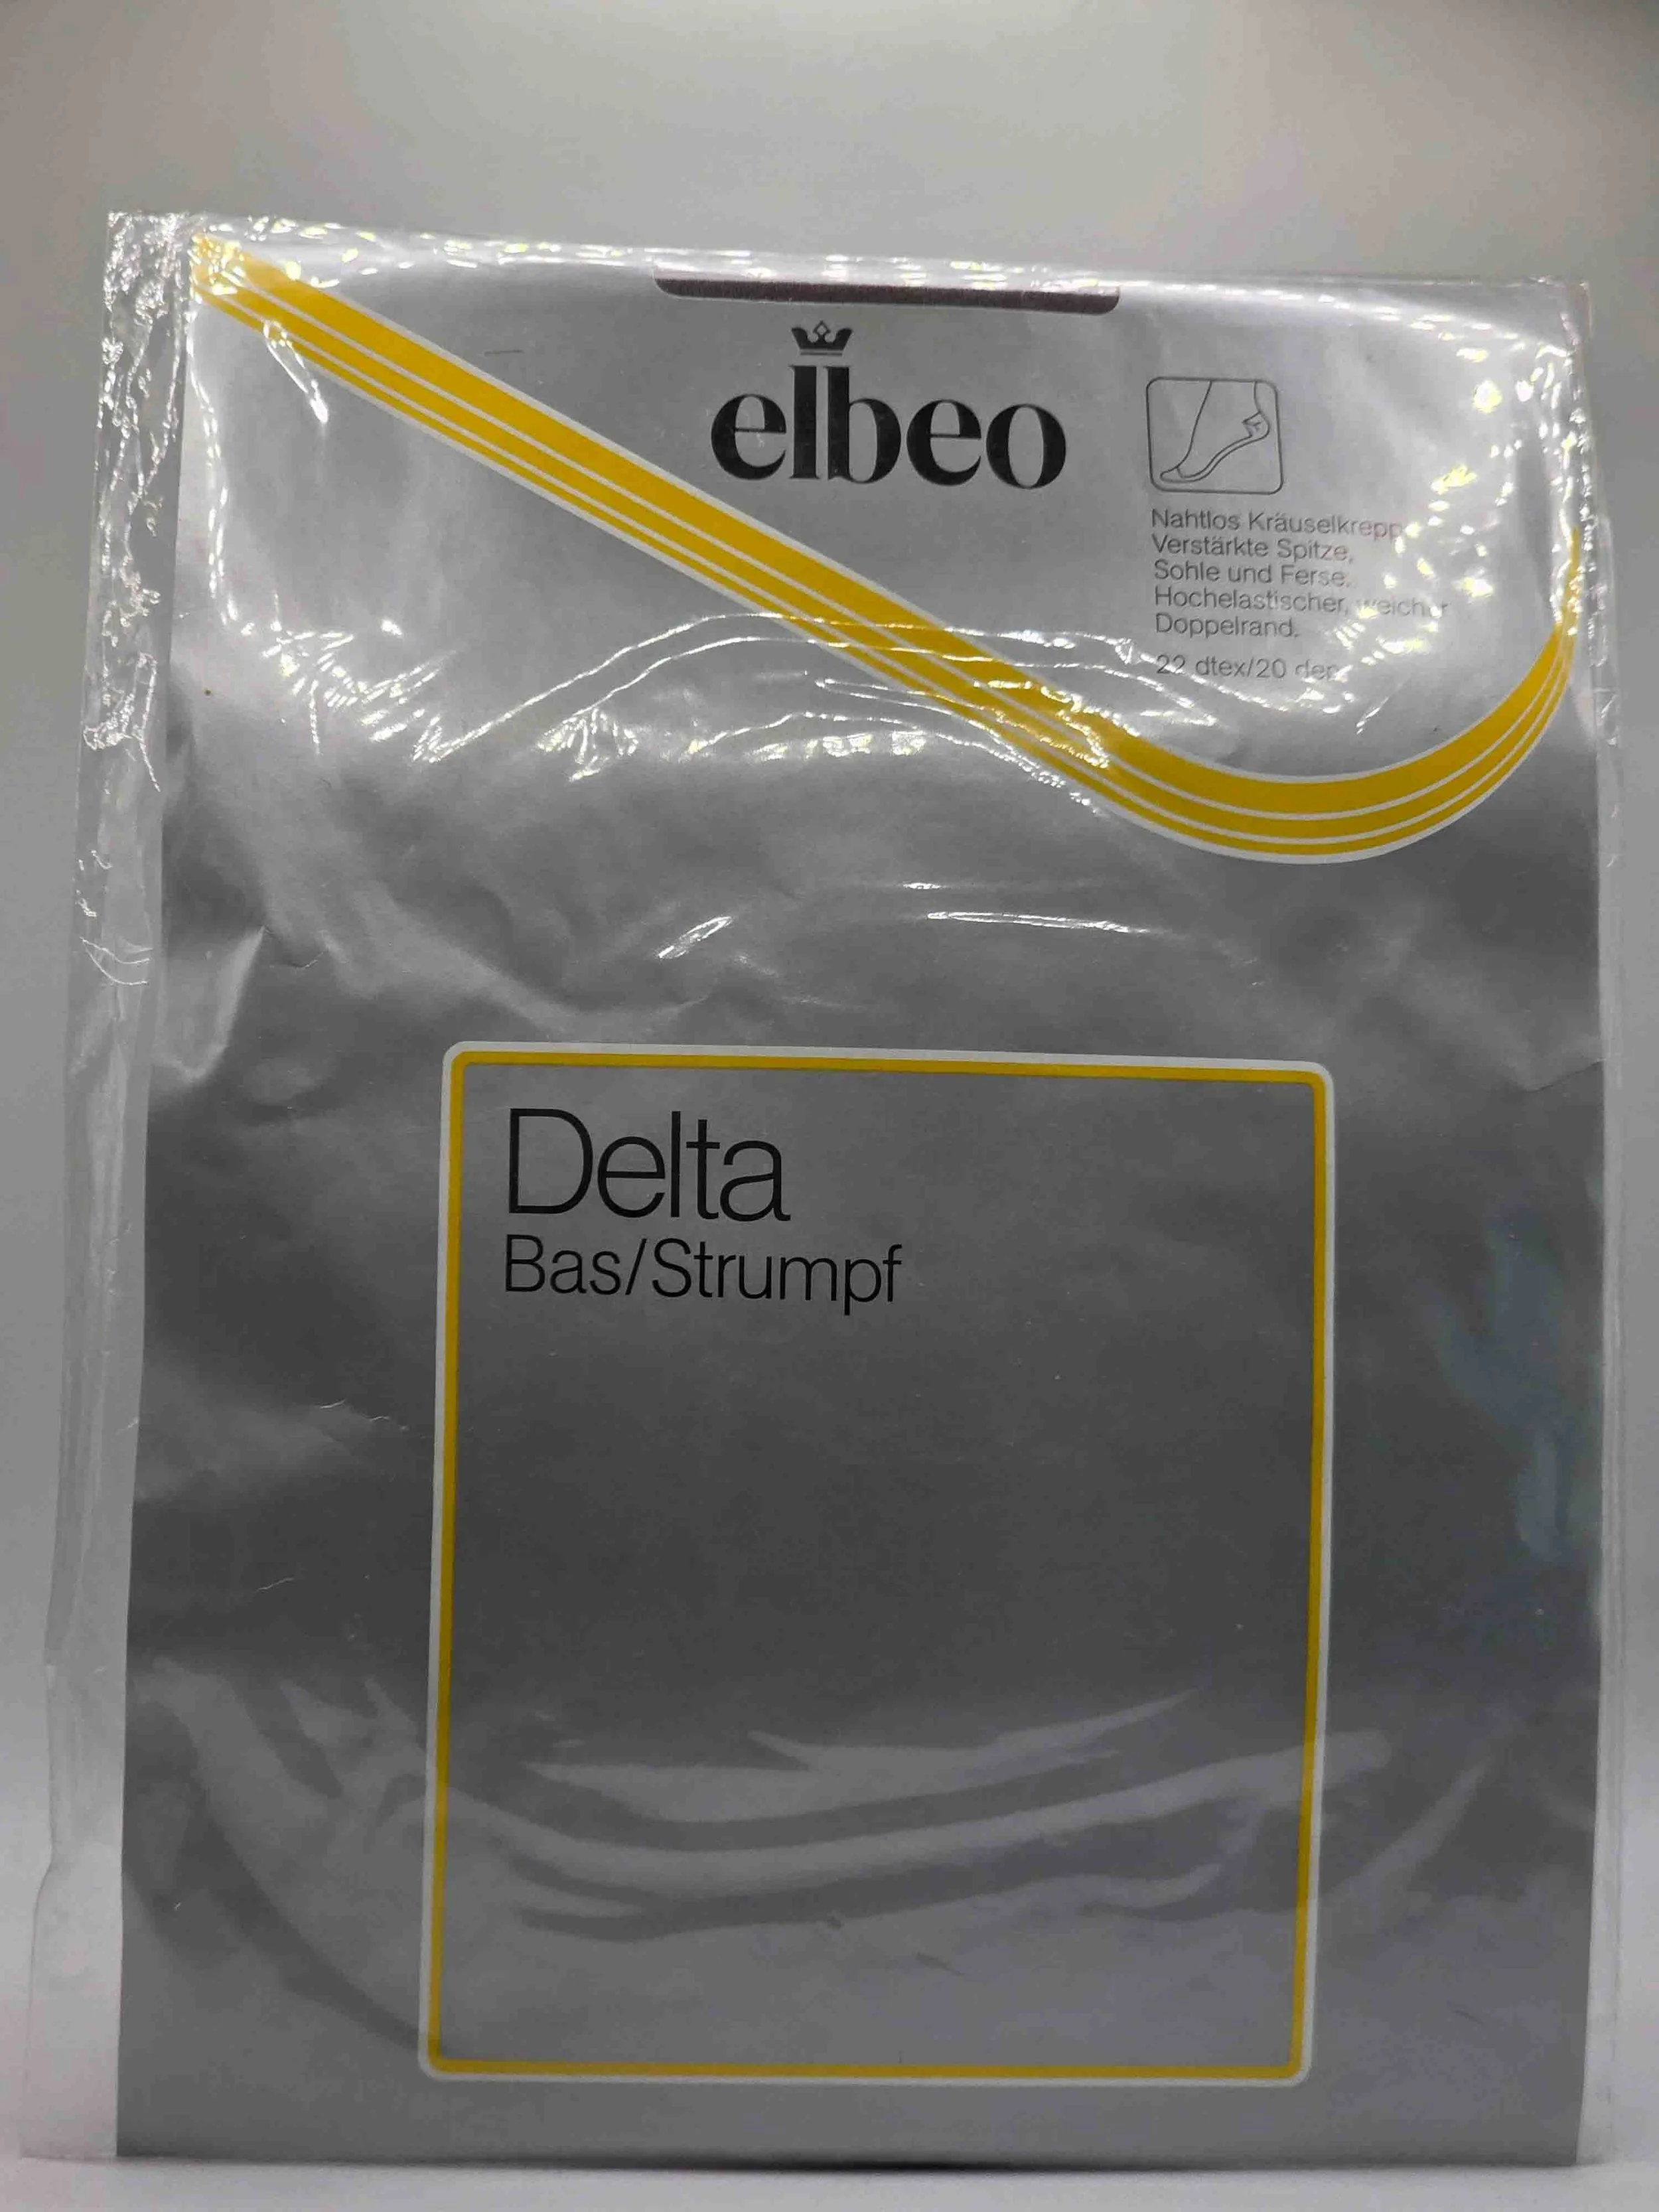 elbeo
Nahtlos Kräuselkrepp
Verstärkte Spitze,
Sohle und Ferse.
Hochelastischer, weicher
Doppelrand.
22 dtex/20 den
Delta
Bas/Strumpf